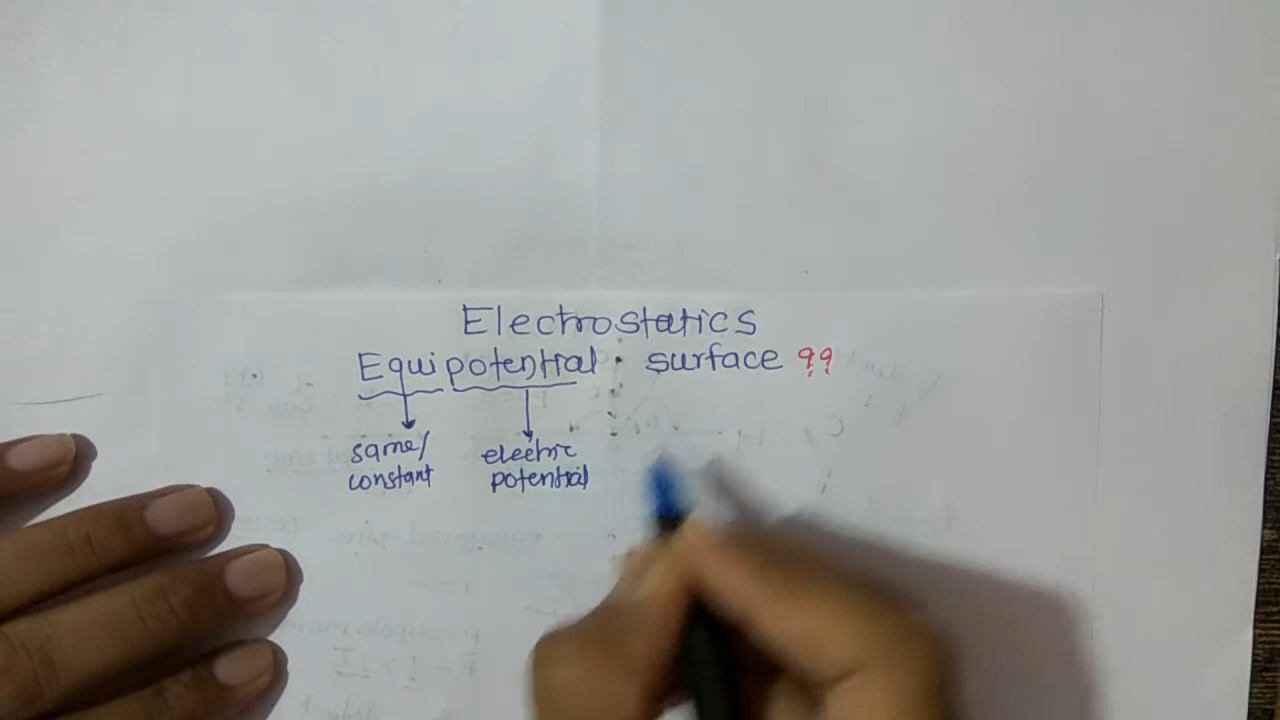 Electrostatics
Equipotential surface ??
same/ constant
electric potential